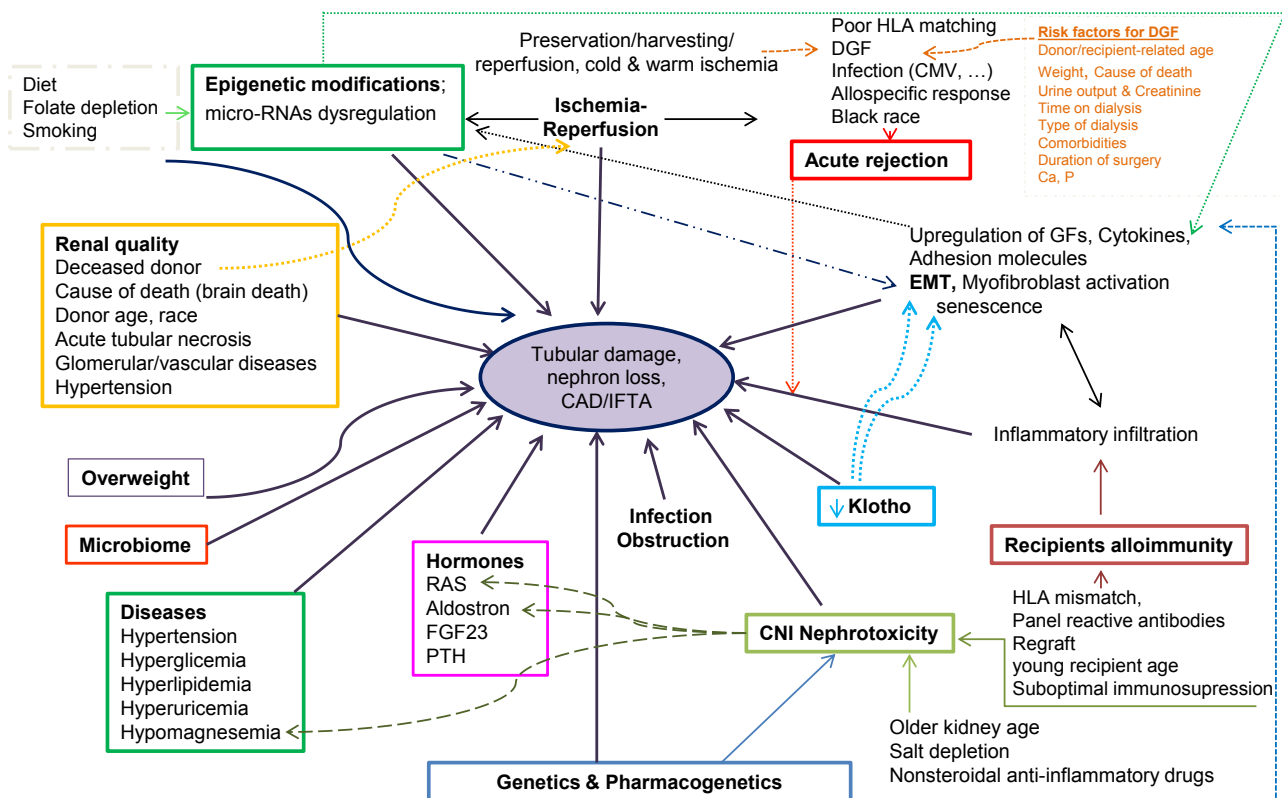 Diet
Folate depletion
Smoking
Epigenetic modifications;
micro-RNAs dysregulation
Preservation/harvesting/
reperfusion, cold & warm ischemia
Ischemia-
Reperfusion
Poor HLA matching
DGF
Infection (CMV, …)
Allospecific response
Black race
Acute rejection
Risk factors for DGF
Donor/recipient-related age
Weight, Cause of death
Urine output & Creatinine
Time on dialysis
Type of dialysis
Comorbidities
Duration of surgery
Ca, P
Renal quality
Deceased donor
Cause of death (brain death)
Donor age, race
Acute tubular necrosis
Glomerular/vascular diseases
Hypertension
Upregulation of GFs, Cytokines,
Adhesion molecules
EMT, Myofibroblast activation
senescence
Tubular damage,
nephron loss,
CAD/IFTA
Inflammatory infiltration
Overweight
Microbiome
Infection
Obstruction
↓ Klotho
Recipients alloimmunity
HLA mismatch,
Panel reactive antibodies
Regraft
young recipient age
Suboptimal immunosupression
Hormones
RAS
Aldostron
FGF23
PTH
Diseases
Hypertension
Hyperglicemia
Hyperlipidemia
Hyperuricemia
Hypomagnesemia
CNI Nephrotoxicity
Older kidney age
Salt depletion
Nonsteroidal anti-inflammatory drugs
Genetics & Pharmacogenetics